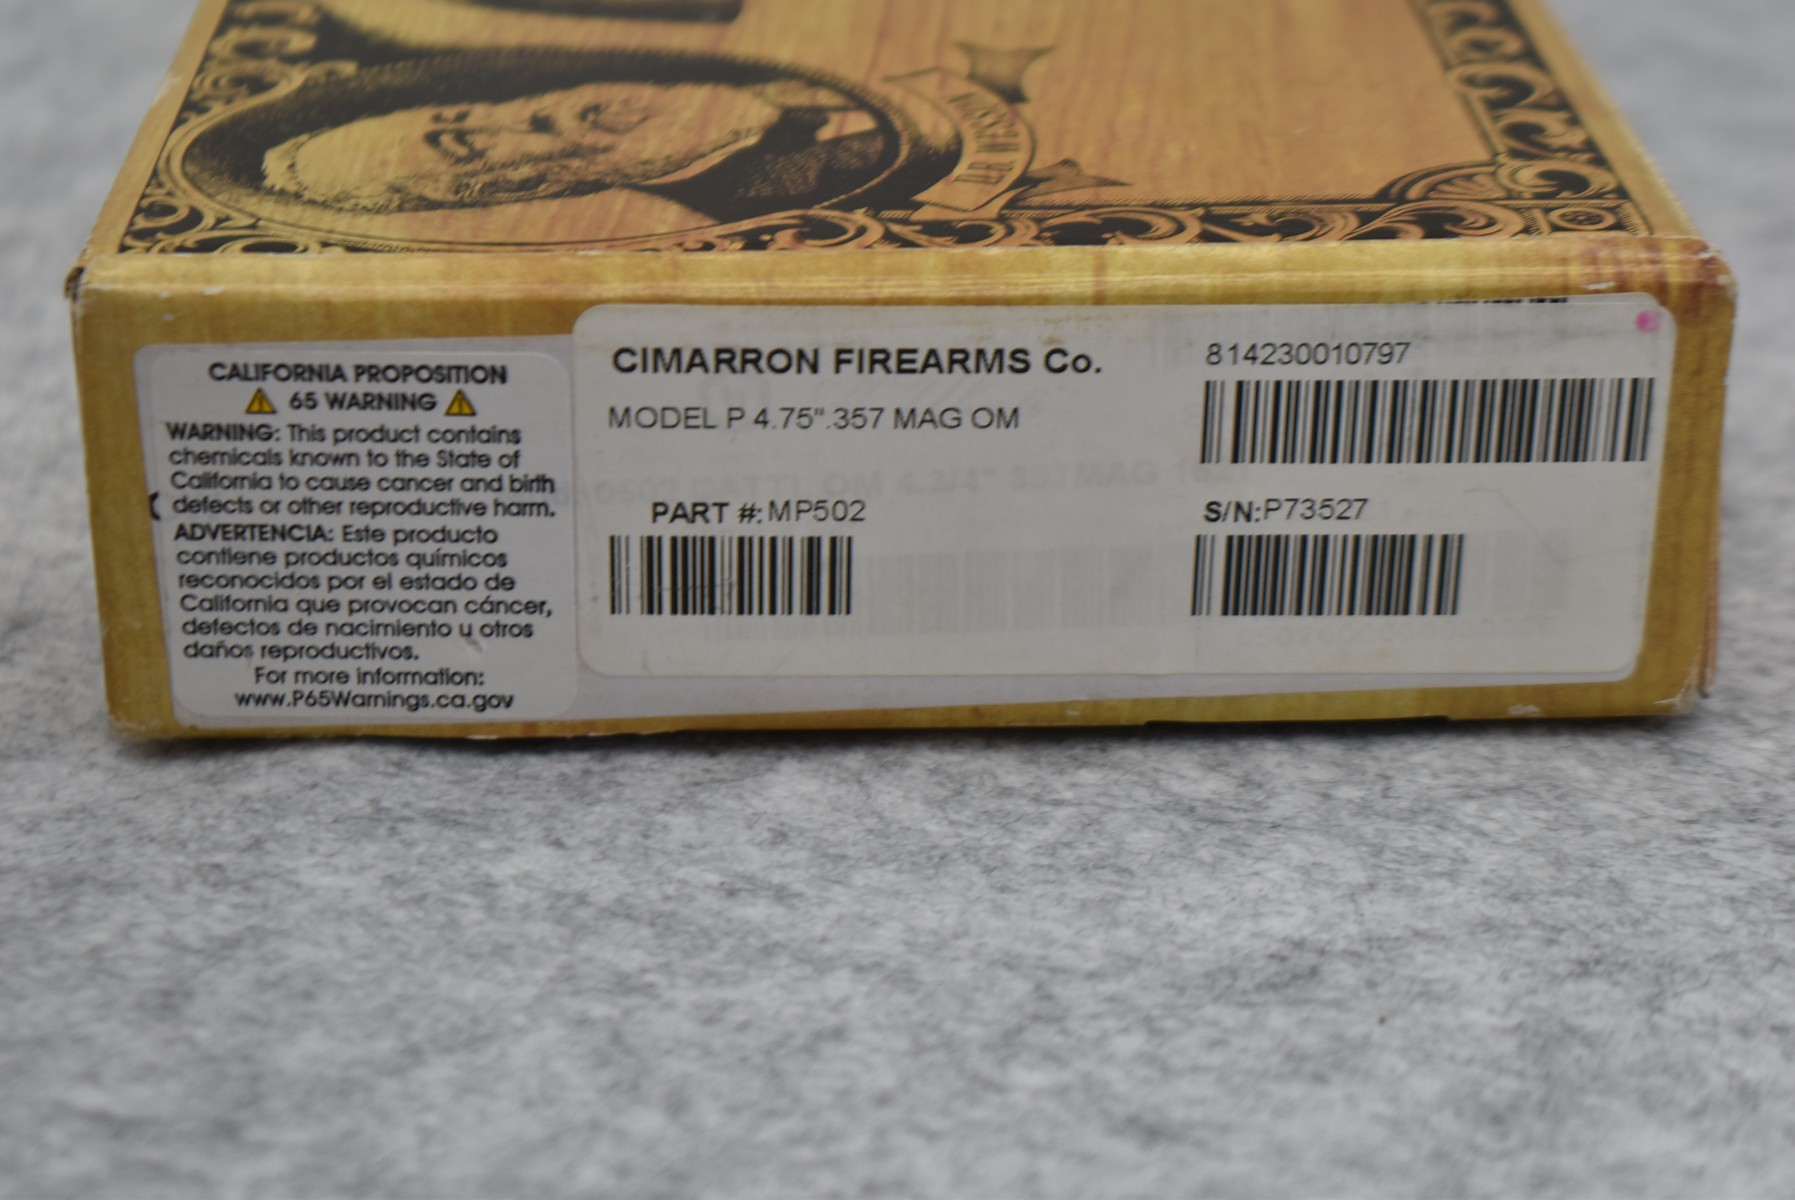 D.B. WESSON
CALIFORNIA PROPOSITION
65 WARNING
WARNING: This product contains
chemicals known to the State of
California to cause cancer and birth
defects or other reproductive harm.
ADVERTENCIA: Este producto
contiene productos químicos
reconocidos por el estado de
California que provocan cáncer,
defectos de nacimiento y otros
daños reproductivos.
For more information:
www.P65Warnings.ca.gov
CIMARRON FIREARMS Co.
MODEL P 4.75".357 MAG OM
PART #:MP502
814230010797
S/N:P73527